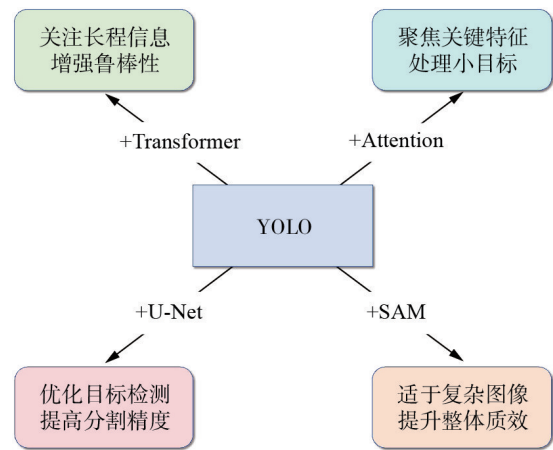 关注长程信息
增强鲁棒性
聚焦关键特征
处理小目标
+Transformer
+Attention
YOLO
+U-Net
+SAM
优化目标检测
提高分割精度
适于复杂图像
提升整体质效